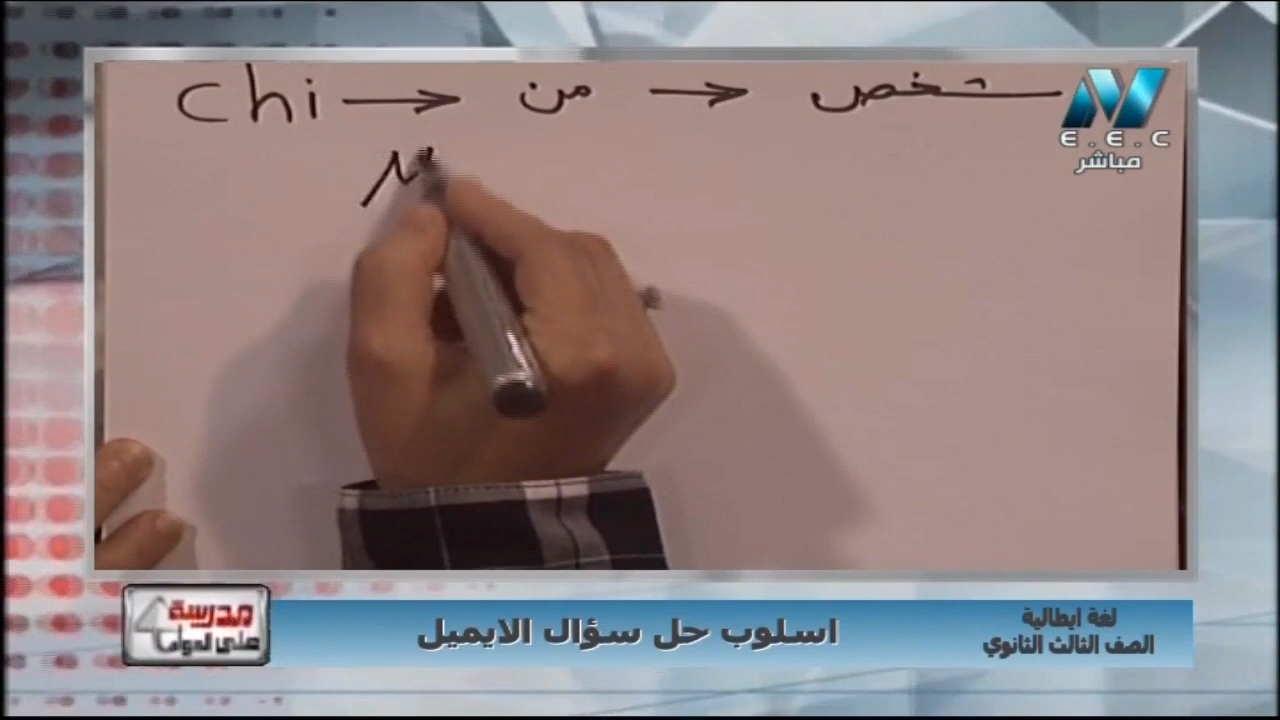 chi → من → شخص
E.E.C
مباشر
لغة ايطالية
الصف الثالث الثانوي
اسلوب حل سؤال الايميل
مدرسة
على الهواء